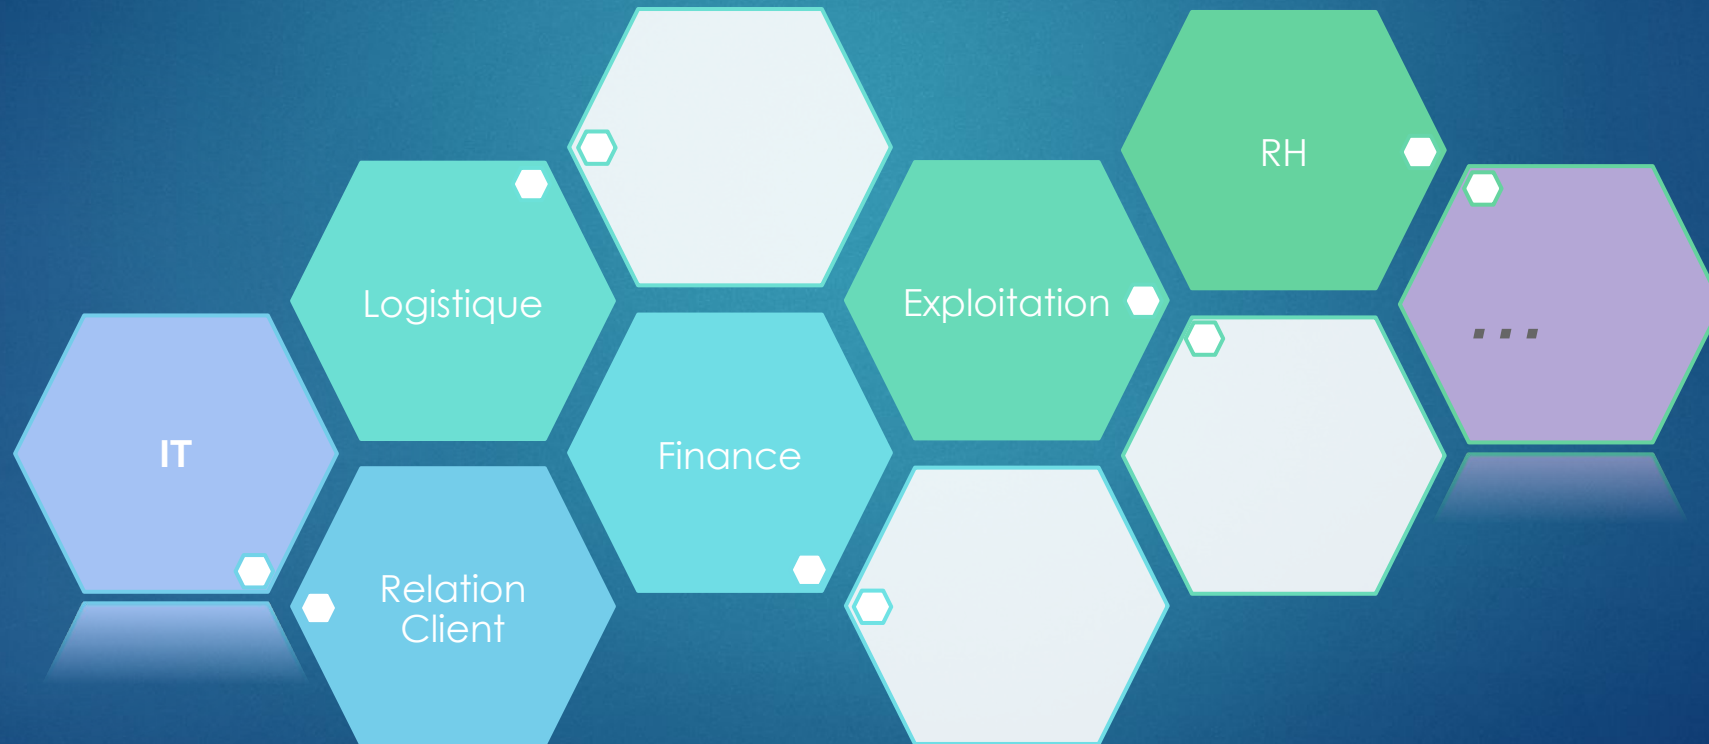 RH
Logistique
Exploitation
...
IT
Finance
Relation
Client